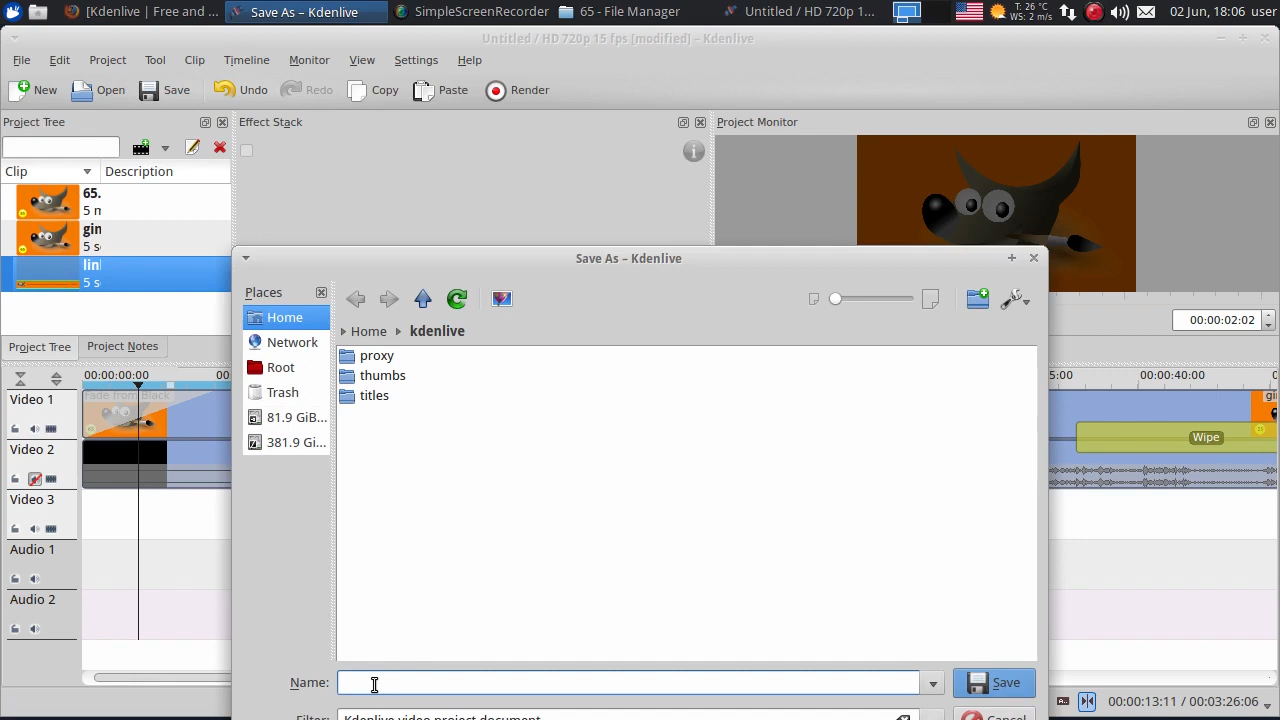 [Kdenlive | Free and ...
Save As – Kdenlive
SimpleScreenRecorder
65 - File Manager
Untitled / HD 720p 1...
T: 26 °C
WS: 2 m/s
02 Jun, 18:06 user
Untitled / HD 720p 15 fps [modified] – Kdenlive
File Edit Project Tool Clip Timeline Monitor View Settings Help
New Open Save Undo Redo Copy Paste Render
Project Tree
Effect Stack
Project Monitor
Clip Description
65.
5 m
gin
5 s
lin
5 s
Save As – Kdenlive
Places
Home
Network
Root
Trash
81.9 GiB...
381.9 Gi...
Home kdenlive
proxy
thumbs
titles
Name:
Save
Filter: Kdenlive video project document
Cancel
00:00:02:02
Project Tree Project Notes
00:00:00:00
00:
5:00
00:00:40:00
Video 1
Fade from Black
gi
Wipe
Video 2
Video 3
Audio 1
Audio 2
00:00:13:11 / 00:03:26:06